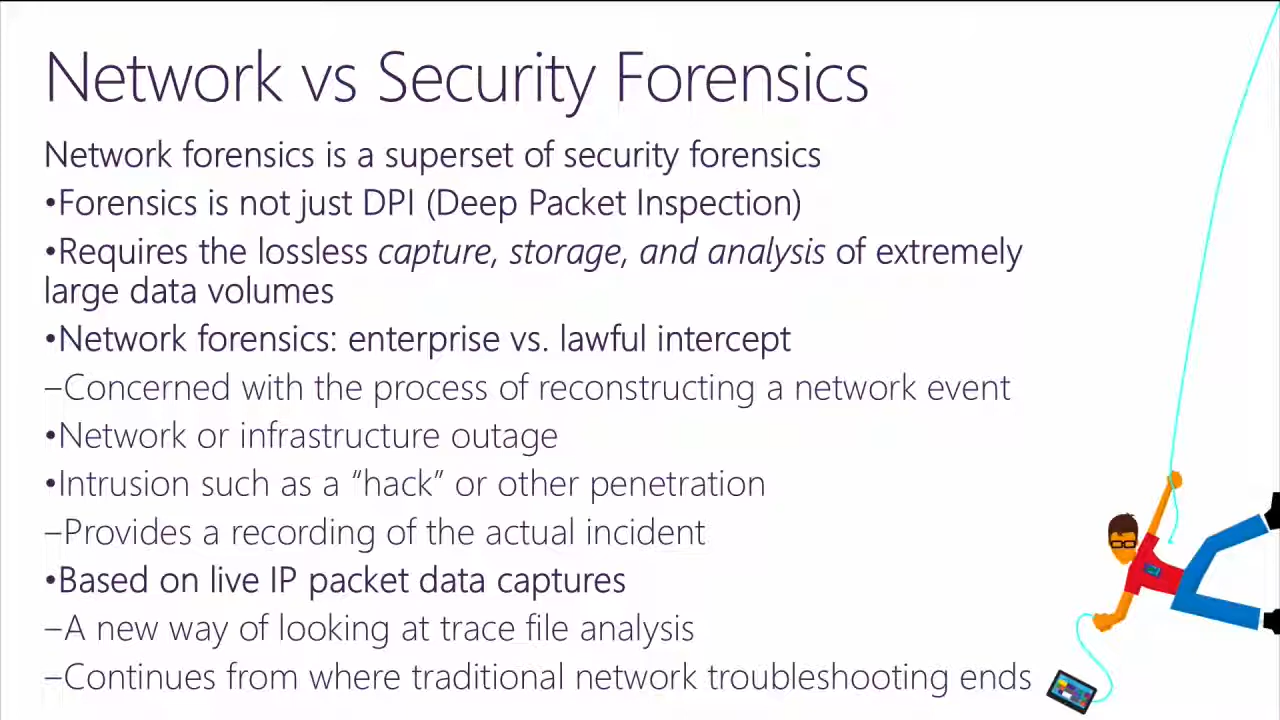 Network vs Security Forensics
Network forensics is a superset of security forensics
•Forensics is not just DPI (Deep Packet Inspection)
•Requires the lossless capture, storage, and analysis of extremely
large data volumes
•Network forensics: enterprise vs. lawful intercept
–Concerned with the process of reconstructing a network event
•Network or infrastructure outage
•Intrusion such as a “hack” or other penetration
–Provides a recording of the actual incident
•Based on live IP packet data captures
–A new way of looking at trace file analysis
–Continues from where traditional network troubleshooting ends